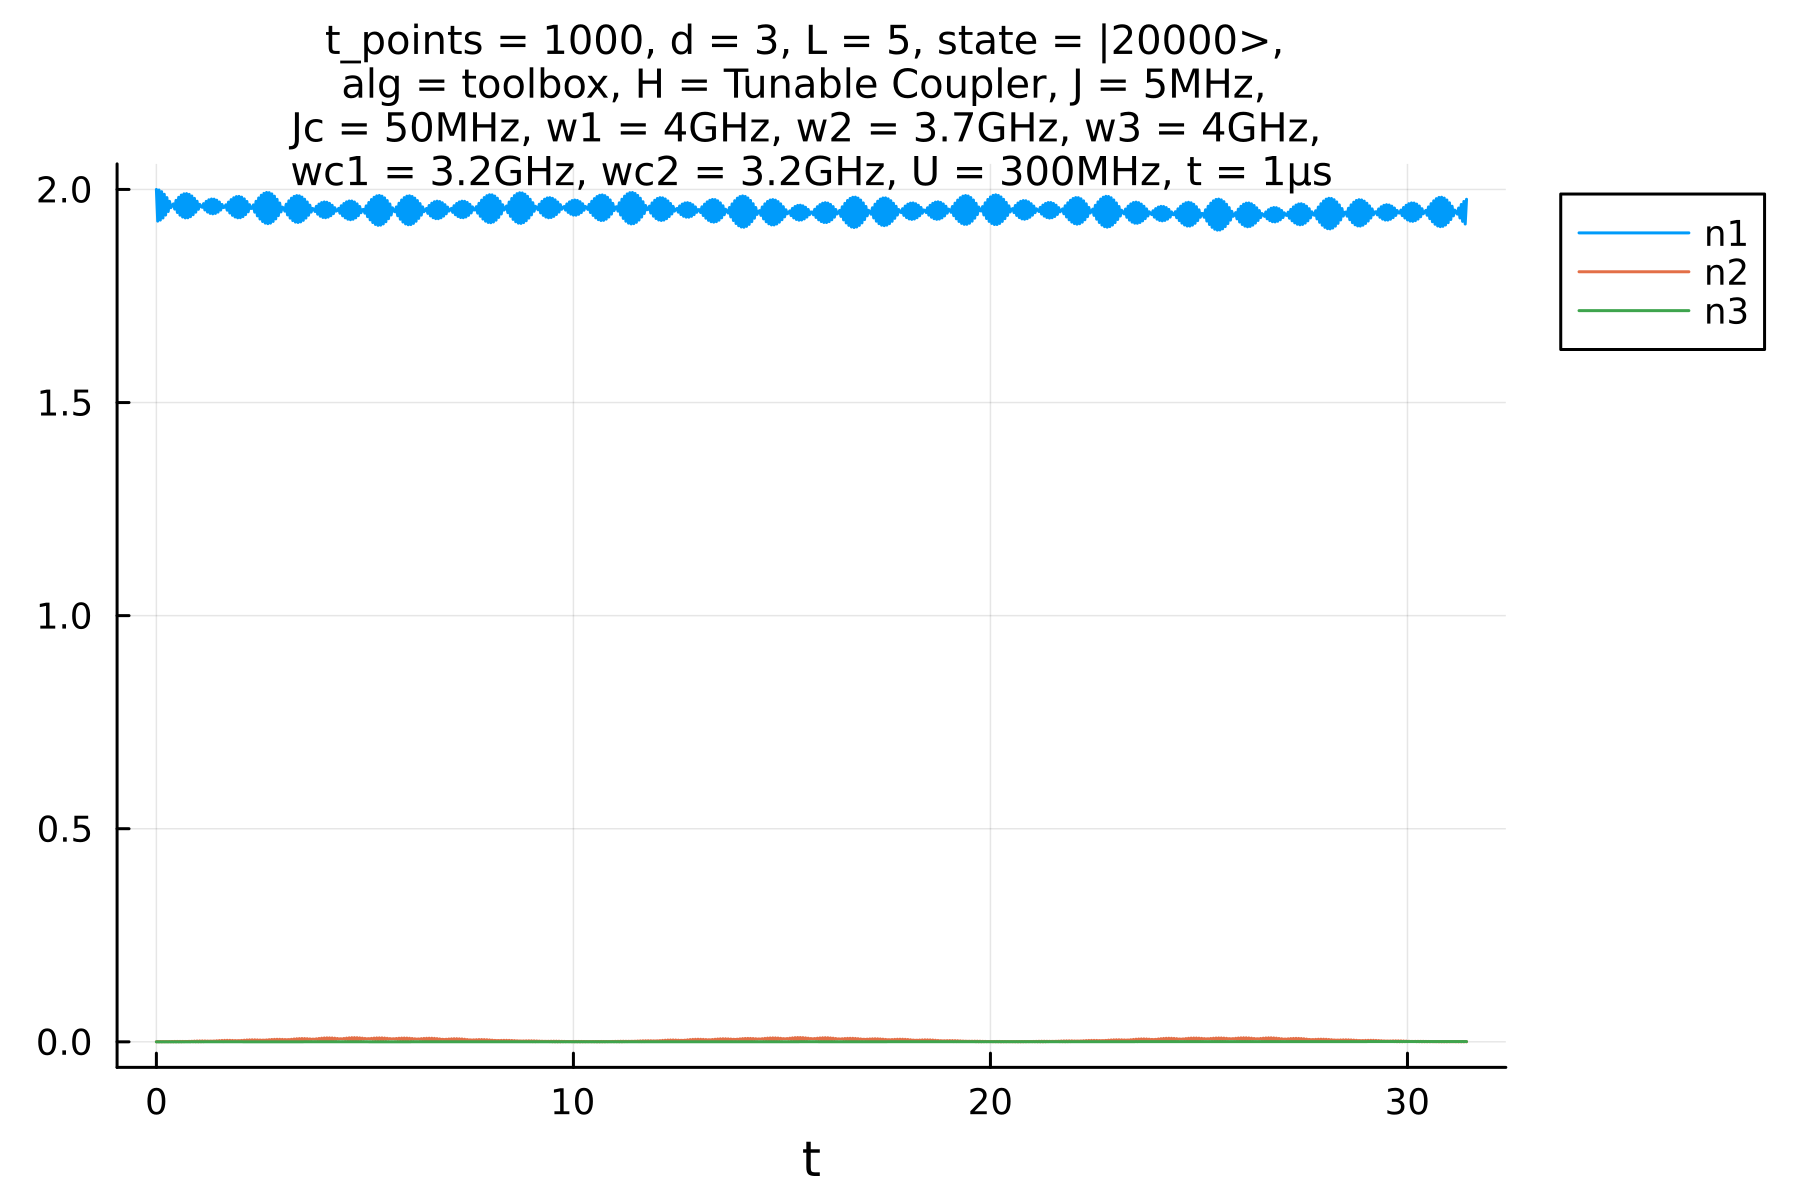 t_points = 1000, d = 3, L = 5, state = |20000>,
alg = toolbox, H = Tunable Coupler, J = 5MHz,
Jc = 50MHz, w1 = 4GHz, w2 = 3.7GHz, w3 = 4GHz,
wc1 = 3.2GHz, wc2 = 3.2GHz, U = 300MHz, t = 1μs
2.0
1.5
1.0
0.5
0.0
0
10
20
30
t
n1
n2
n3